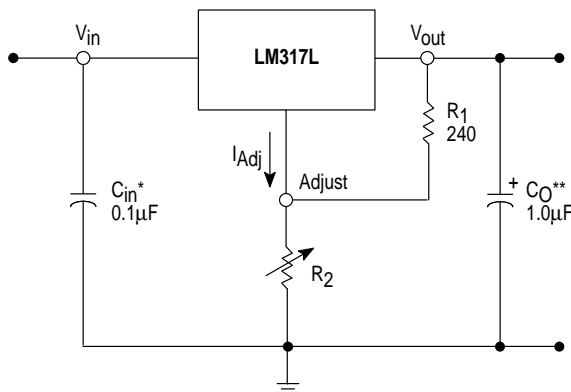 Vin
LM317L
Vout
R1
240
IAdj
Adjust
Cin*
0.1μF
+
CO**
1.0μF
R2